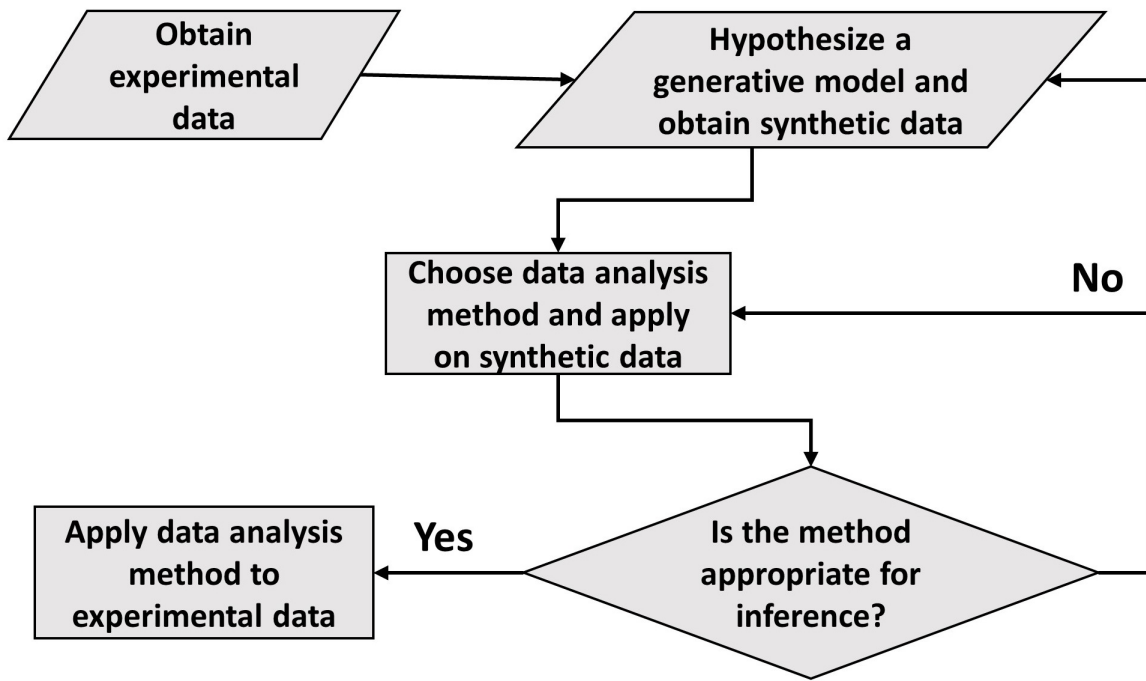 Obtain
experimental
data
Hypothesize a
generative model and
obtain synthetic data
Choose data analysis
method and apply
on synthetic data
No
Is the method
appropriate for
inference?
Yes
Apply data analysis
method to
experimental data